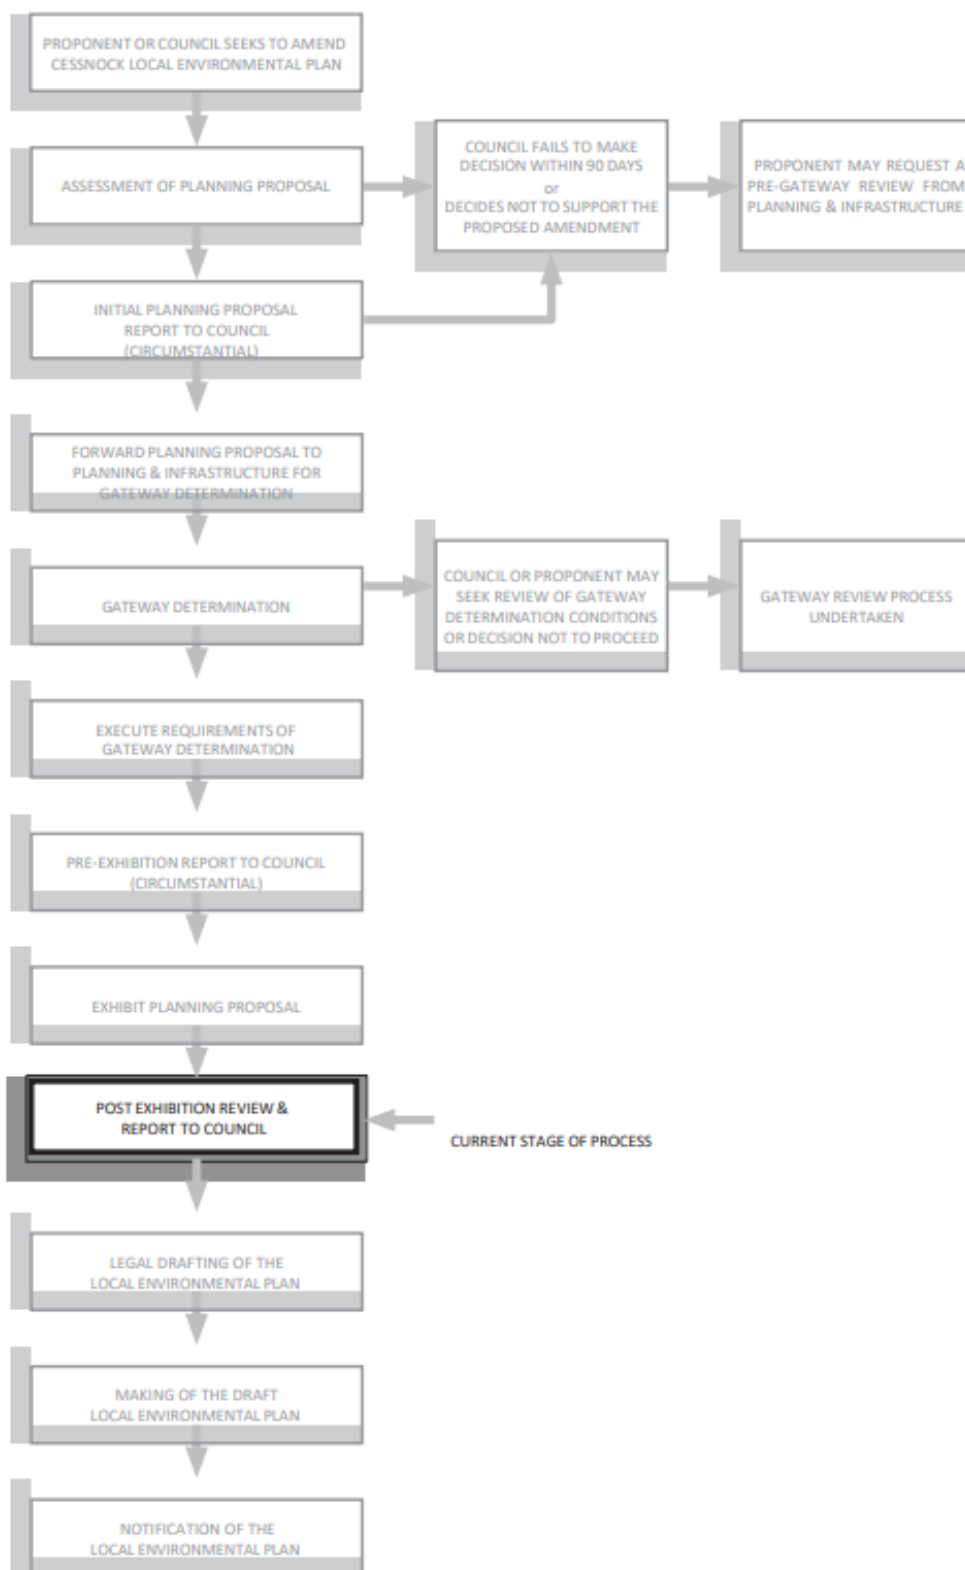 PROPONENT OR COUNCIL SEEKS TO AMEND
CESSNOCK LOCAL ENVIRONMENTAL PLAN
ASSESSMENT OF PLANNING PROPOSAL
COUNCIL FAILS TO MAKE
DECISION WITHIN 90 DAYS
or
DECIDES NOT TO SUPPORT THE
PROPOSED AMENDMENT
PROPONENT MAY REQUEST A
PRE-GATEWAY REVIEW FROM
PLANNING & INFRASTRUCTURE
INITIAL PLANNING PROPOSAL
REPORT TO COUNCIL
(CIRCUMSTANTIAL)
FORWARD PLANNING PROPOSAL TO
PLANNING & INFRASTRUCTURE FOR
GATEWAY DETERMINATION
GATEWAY DETERMINATION
COUNCIL OR PROPONENT MAY
SEEK REVIEW OF GATEWAY
DETERMINATION CONDITIONS
OR DECISION NOT TO PROCEED
GATEWAY REVIEW PROCESS
UNDERTAKEN
EXECUTE REQUIREMENTS OF
GATEWAY DETERMINATION
PRE-EXHIBITION REPORT TO COUNCIL
(CIRCUMSTANTIAL)
EXHIBIT PLANNING PROPOSAL
POST EXHIBITION REVIEW &
REPORT TO COUNCIL
CURRENT STAGE OF PROCESS
LEGAL DRAFTING OF THE
LOCAL ENVIRONMENTAL PLAN
MAKING OF THE DRAFT
LOCAL ENVIRONMENTAL PLAN
NOTIFICATION OF THE
LOCAL ENVIRONMENTAL PLAN